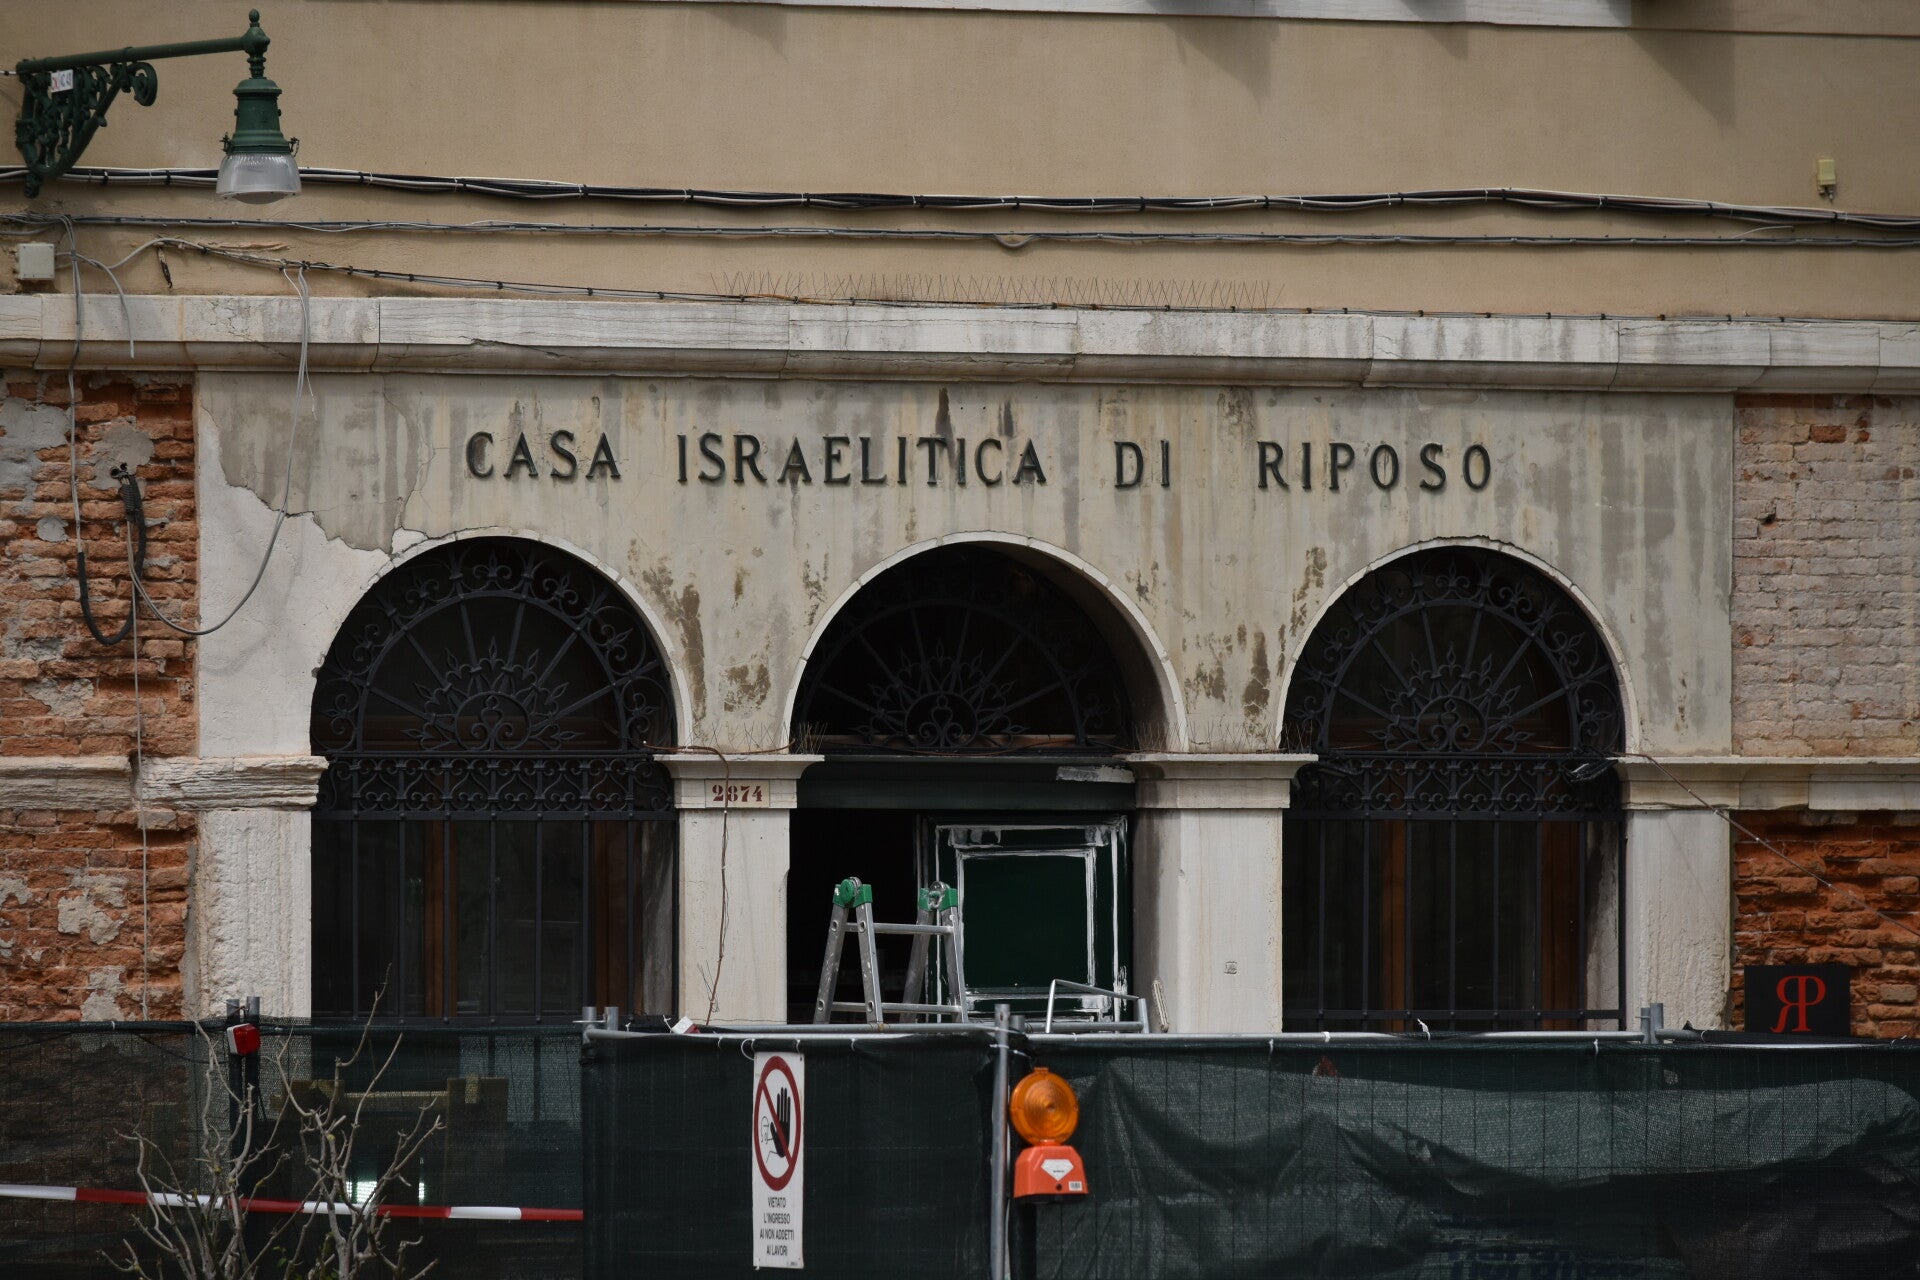 CASA ISRAELITICA DI RIPOSO
2874
RP
VIETATO
L'INGRESSO
AI NON ADDETTI
AI LAVORI